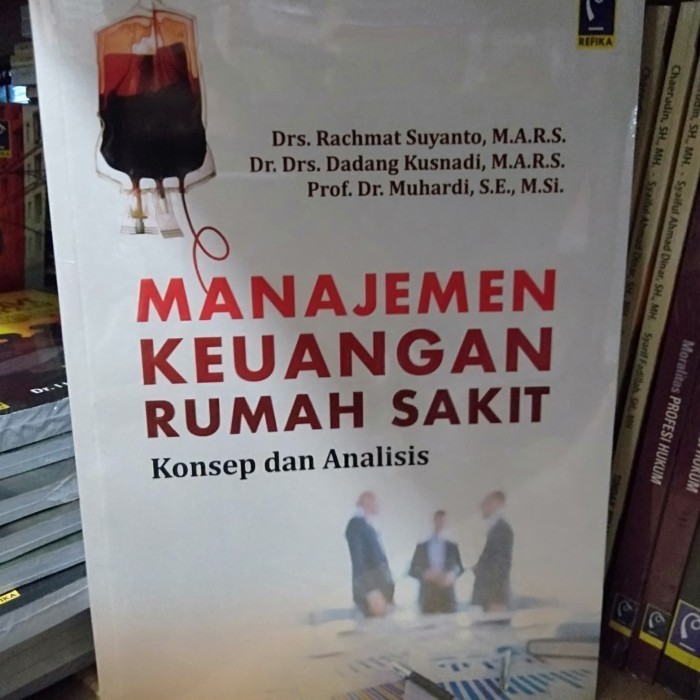 REFIKA
Drs. Rachmat Suyanto, M.A.R.S.
Dr. Drs. Dadang Kusnadi, M.A.R.S.
Prof. Dr. Muhardi, S.E., M.Si.
MANAJEMEN
KEUANGAN
RUMAH SAKIT
Konsep dan Analisis
Moralitas PROFESI HUKUM